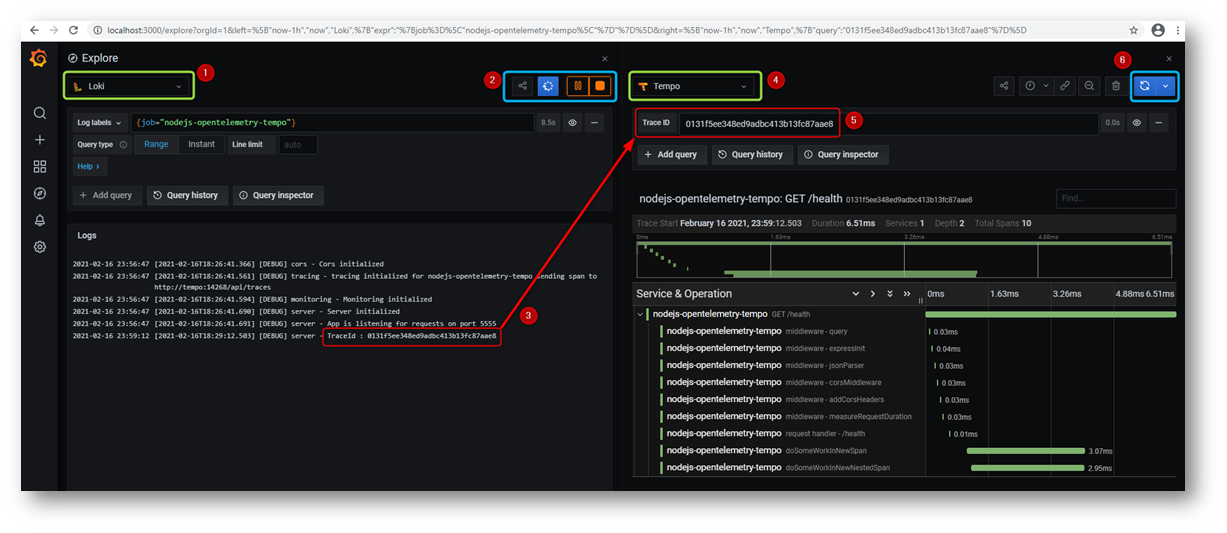 localhost:3000/explore?orgId=1&left=%5B"now-1h","now","Loki",%7B"expr":"%7Bjob%3D%5C"nodejs-opentelemetry-tempo%5C"%7D"%7D%5D&right=%5B"now-1h","now","Tempo",%7B"query":"0131f5ee348ed9adbc413b13fc87aae8"%7D%5D
Explore
6
Loki
1
2
Tempo
4
Log labels
{job="nodejs-opentelemetry-tempo"}
8.5s
Query type
Range
Instant
Line limit
auto
Help >
+ Add query
Query history
Query inspector
Trace ID
0131f5ee348ed9adbc413b13fc87aae8
5
0.0s
+ Add query
Query history
Query inspector
Logs
2021-02-16 23:56:47 [2021-02-16T18:26:41.366] [DEBUG] cors - Cors initialized
2021-02-16 23:56:47 [2021-02-16T18:26:41.561] [DEBUG] tracing - tracing initialized for nodejs-opentelemetry-tempo sending span to
http://tempo:14268/api/traces
2021-02-16 23:56:47 [2021-02-16T18:26:41.594] [DEBUG] monitoring - Monitoring initialized
2021-02-16 23:56:47 [2021-02-16T18:26:41.690] [DEBUG] server - Server initialized
2021-02-16 23:56:47 [2021-02-16T18:26:41.691] [DEBUG] server - App is listening for requests on port 5555
2021-02-16 23:59:12 [2021-02-16T18:29:12.503] [DEBUG] server - TraceId : 0131f5ee348ed9adbc413b13fc87aae8
3
nodejs-opentelemetry-tempo: GET /health 0131f5ee348ed9adbc413b13fc87aae8
Find...
Trace Start February 16 2021, 23:59:12.503 Duration 6.51ms Services 1 Depth 2 Total Spans 10
0ms 1.63ms 3.26ms 4.88ms 6.51ms
Service & Operation
0ms 1.63ms 3.26ms 4.88ms 6.51ms
nodejs-opentelemetry-tempo GET /health
nodejs-opentelemetry-tempo middleware - query 0.03ms
nodejs-opentelemetry-tempo middleware - expressInit 0.04ms
nodejs-opentelemetry-tempo middleware - jsonParser 0.03ms
nodejs-opentelemetry-tempo middleware - corsMiddleware 0.03ms
nodejs-opentelemetry-tempo middleware - addCorsHeaders 0.03ms
nodejs-opentelemetry-tempo middleware - measureRequestDuration 0.03ms
nodejs-opentelemetry-tempo request handler - /health 0.01ms
nodejs-opentelemetry-tempo doSomeWorkInNewSpan 3.07ms
nodejs-opentelemetry-tempo doSomeWorkInNewNestedSpan 2.95ms